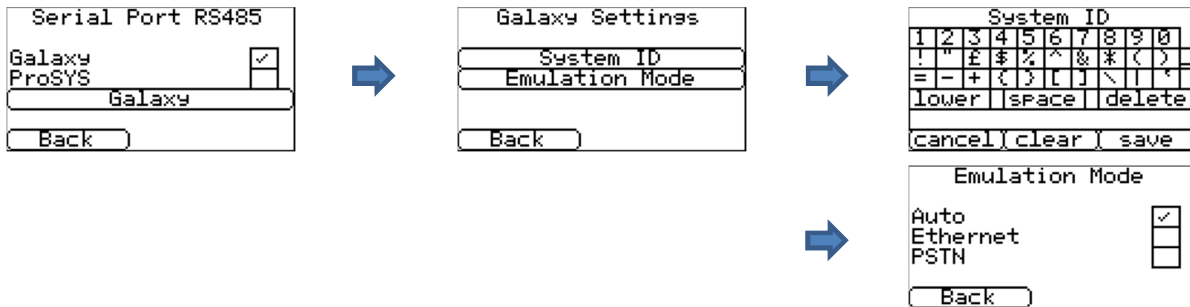 Serial Port RS485
Galaxy
ProSYS
Galaxy
Back
Galaxy Settings
System ID
Emulation Mode
Back
System ID
1 2 3 4 5 6 7 8 9 0
! " £ $ % ^ & * ( ) _
= - + { } [ ] \ | `
lower space delete
cancel clear save
Emulation Mode
Auto
Ethernet
PSTN
Back